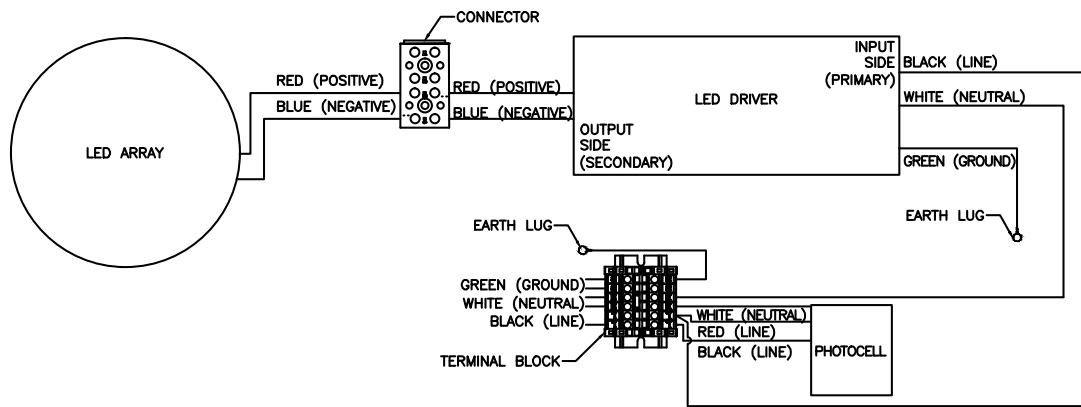 CONNECTOR
RED (POSITIVE)
BLUE (NEGATIVE)
LED ARRAY
RED (POSITIVE)
BLUE (NEGATIVE)
INPUT
SIDE
(PRIMARY)
LED DRIVER
OUTPUT
SIDE
(SECONDARY)
BLACK (LINE)
WHITE (NEUTRAL)
GREEN (GROUND)
EARTH LUG
EARTH LUG
GREEN (GROUND)
WHITE (NEUTRAL)
BLACK (LINE)
TERMINAL BLOCK
WHITE (NEUTRAL)
RED (LINE)
BLACK (LINE)
PHOTOCELL